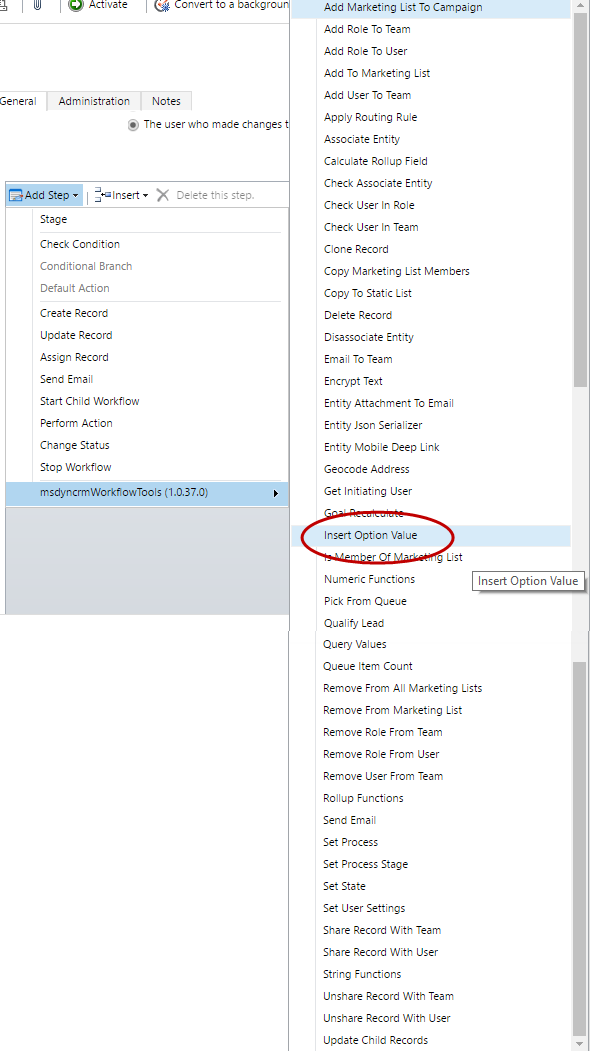 Activate
Convert to a backgroun
General
Administration
Notes
The user who made changes t
Add Step
Insert
Delete this step.
Stage
Check Condition
Conditional Branch
Default Action
Create Record
Update Record
Assign Record
Send Email
Start Child Workflow
Perform Action
Change Status
Stop Workflow
msdyncrmWorkflowTools (1.0.37.0)
Add Marketing List To Campaign
Add Role To Team
Add Role To User
Add To Marketing List
Add User To Team
Apply Routing Rule
Associate Entity
Calculate Rollup Field
Check Associate Entity
Check User In Role
Check User In Team
Clone Record
Copy Marketing List Members
Copy To Static List
Delete Record
Disassociate Entity
Email To Team
Encrypt Text
Entity Attachment To Email
Entity Json Serializer
Entity Mobile Deep Link
Geocode Address
Get Initiating User
Goal Recalculate
Insert Option Value
Is Member Of Marketing List
Numeric Functions
Insert Option Value
Pick From Queue
Qualify Lead
Query Values
Queue Item Count
Remove From All Marketing Lists
Remove From Marketing List
Remove Role From Team
Remove Role From User
Remove User From Team
Rollup Functions
Send Email
Set Process
Set Process Stage
Set State
Set User Settings
Share Record With Team
Share Record With User
String Functions
Unshare Record With Team
Unshare Record With User
Update Child Records